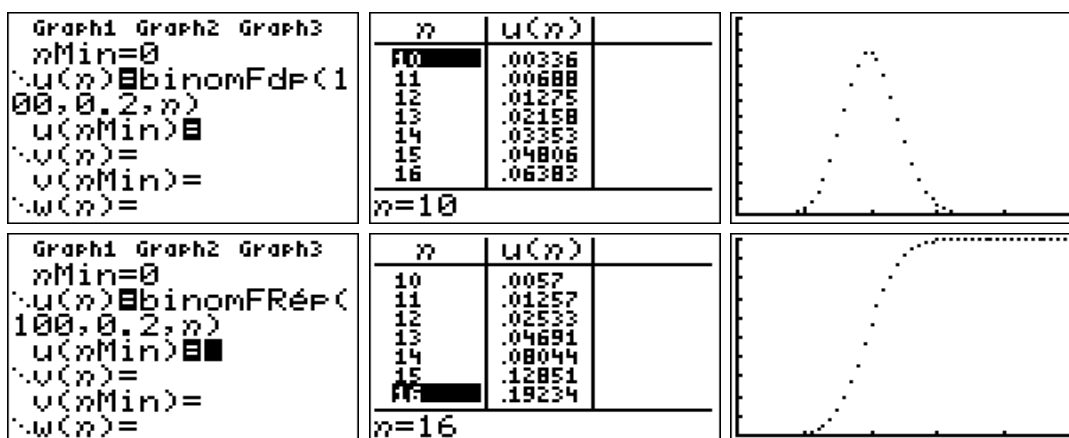 Graph1 Graph2 Graph3
nMin=0
u(n)=binomFdp(1
00,0.2,n)
u(nMin)=
v(n)=
v(nMin)=
w(n)=
n u(n)
10 .00336
11 .00688
12 .01275
13 .02158
14 .03353
15 .04806
16 .06383
n=10
Graph1 Graph2 Graph3
nMin=0
u(n)=binomFRép(
100,0.2,n)
u(nMin)=
v(n)=
v(nMin)=
w(n)=
n u(n)
10 .0057
11 .01257
12 .02533
13 .04691
14 .08044
15 .12851
16 .19234
n=16